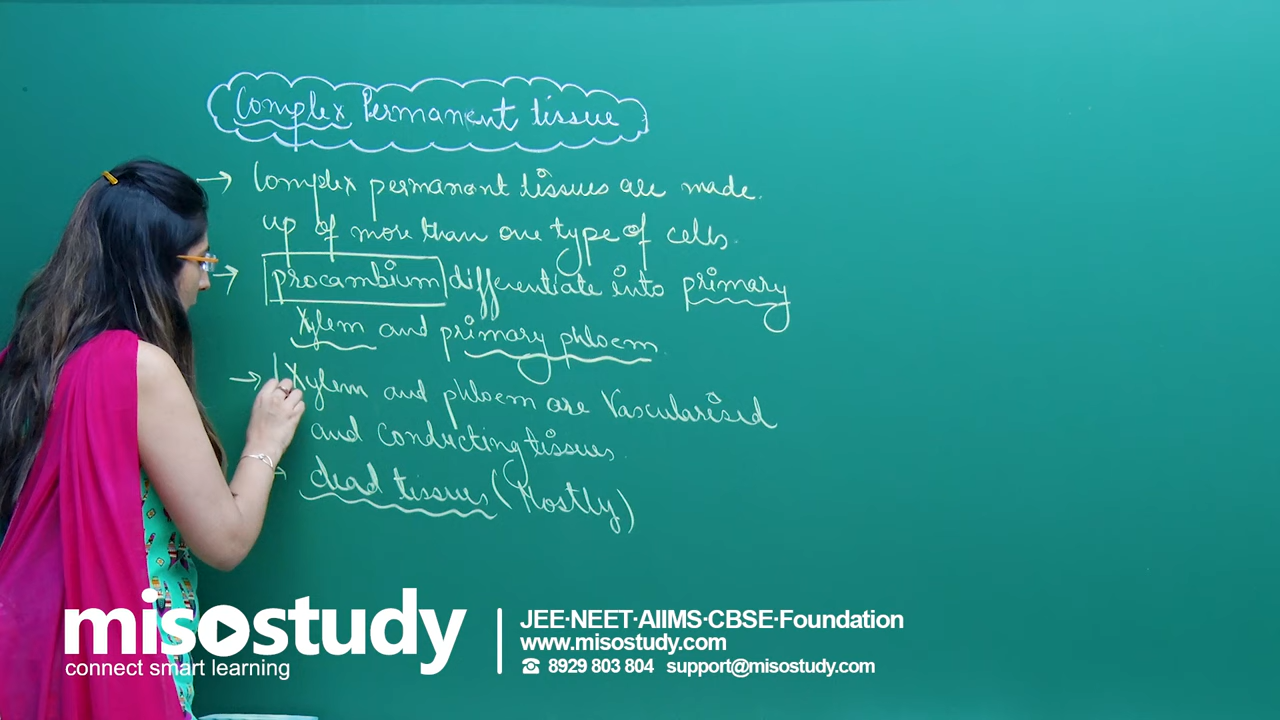 Complex Permanent tissue
→ Complex permanant tissues are made.
up of more than one type of cells.
→ procambium differentiate into primary
Xylem and primary phloem.
→ Xylem and phloem are Vascularised
and conducting tissues.
→ dead tissues (Mostly)
misostudy
connect smart learning
JEE·NEET·AIIMS·CBSE·Foundation
www.misostudy.com
☎ 8929 803 804 support@misostudy.com